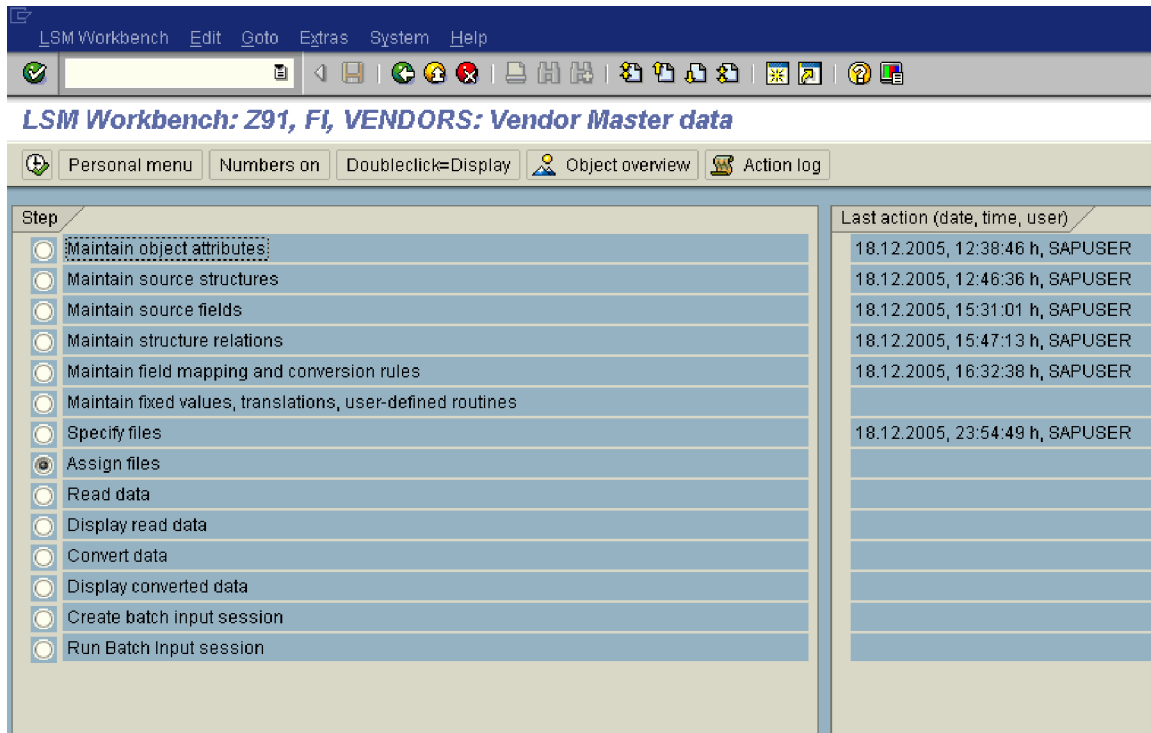 LSM Workbench Edit Goto Extras System Help
LSM Workbench: Z91, FI, VENDORS: Vendor Master data
Personal menu Numbers on Doubleclick=Display Object overview Action log
Step Last action (date, time, user)
Maintain object attributes 18.12.2005, 12:38:46 h, SAPUSER
Maintain source structures 18.12.2005, 12:46:36 h, SAPUSER
Maintain source fields 18.12.2005, 15:31:01 h, SAPUSER
Maintain structure relations 18.12.2005, 15:47:13 h, SAPUSER
Maintain field mapping and conversion rules 18.12.2005, 16:32:38 h, SAPUSER
Maintain fixed values, translations, user-defined routines
Specify files 18.12.2005, 23:54:49 h, SAPUSER
Assign files
Read data
Display read data
Convert data
Display converted data
Create batch input session
Run Batch Input session